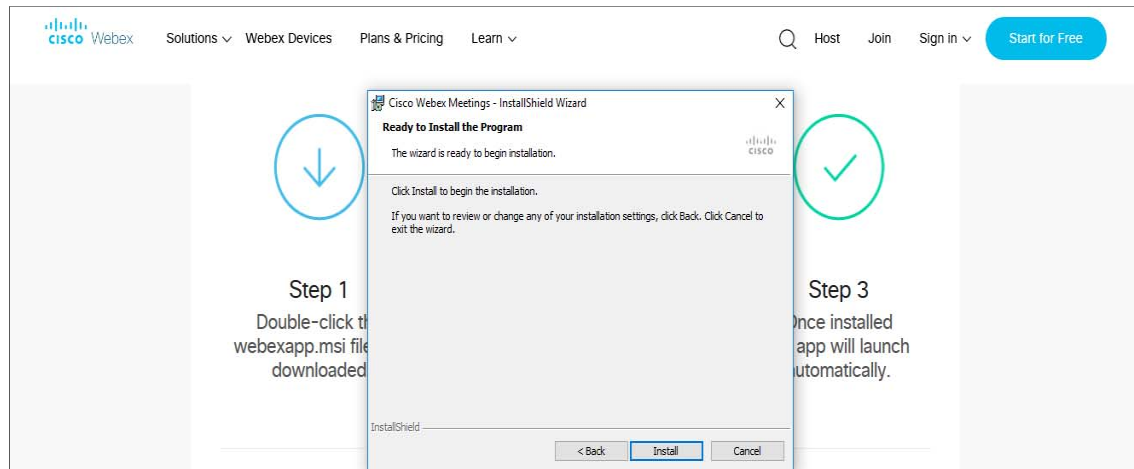 CISCO Webex Solutions Webex Devices Plans & Pricing Learn Host Join Sign in Start for Free
Cisco Webex Meetings - InstallShield Wizard X
Ready to Install the Program
The wizard is ready to begin installation.
CISCO
Click Install to begin the installation.
If you want to review or change any of your installation settings, click Back. Click Cancel to
exit the wizard.
InstallShield
< Back Install Cancel
Step 1
Double-click
webexapp.msi
downloaded
Step 3
installed
app will launch